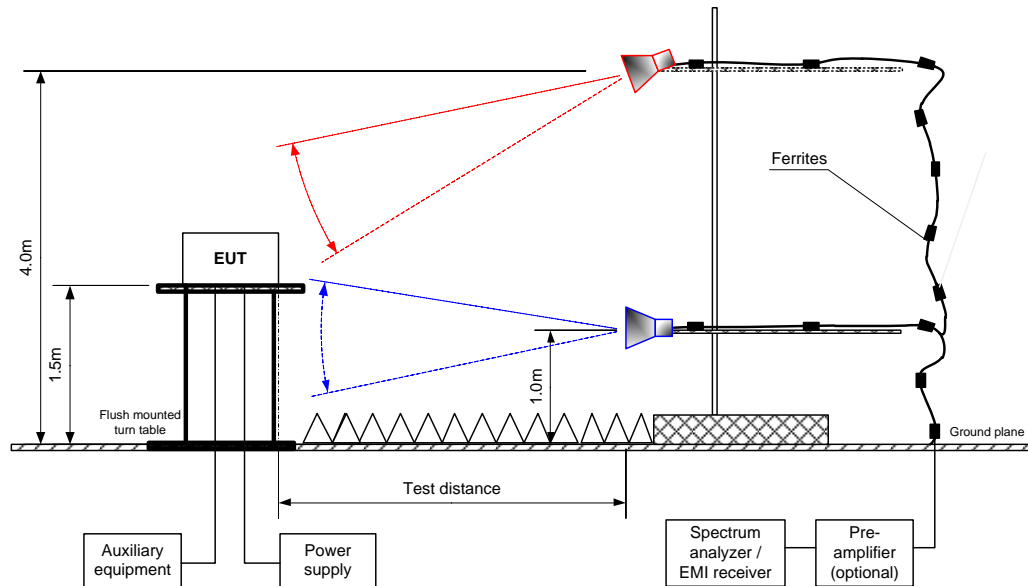 4.0m
Ferrites
EUT
1.5m
1.0m
Flush mounted
turn table
Ground plane
Test distance
Auxiliary
equipment
Power
supply
Spectrum
analyzer /
EMI receiver
Pre-
amplifier
(optional)